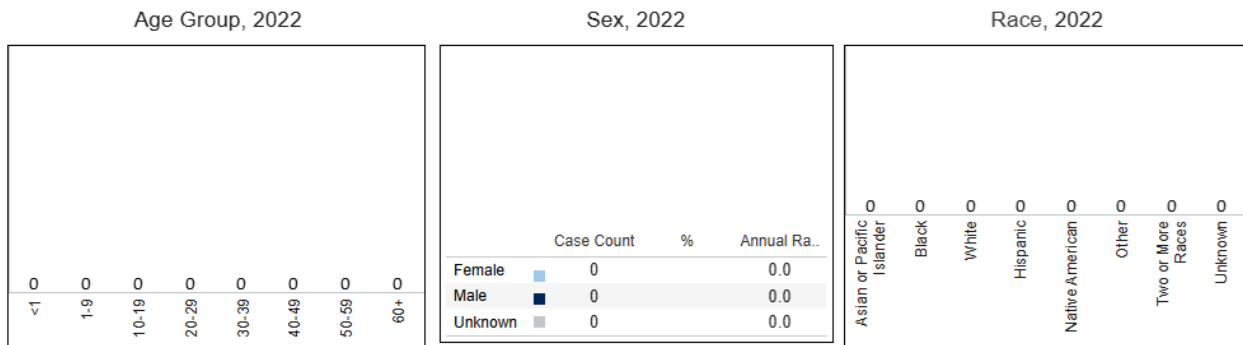 Age Group, 2022
0 0 0 0 0 0 0 0
<1 1-9 10-19 20-29 30-39 40-49 50-59 60+
Sex, 2022
Case Count % Annual Ra..
Female 0 0.0
Male 0 0.0
Unknown 0 0.0
Race, 2022
0 0 0 0 0 0 0 0
Asian or Pacific
Islander
Black
White
Hispanic
Native American
Other
Two or More
Races
Unknown